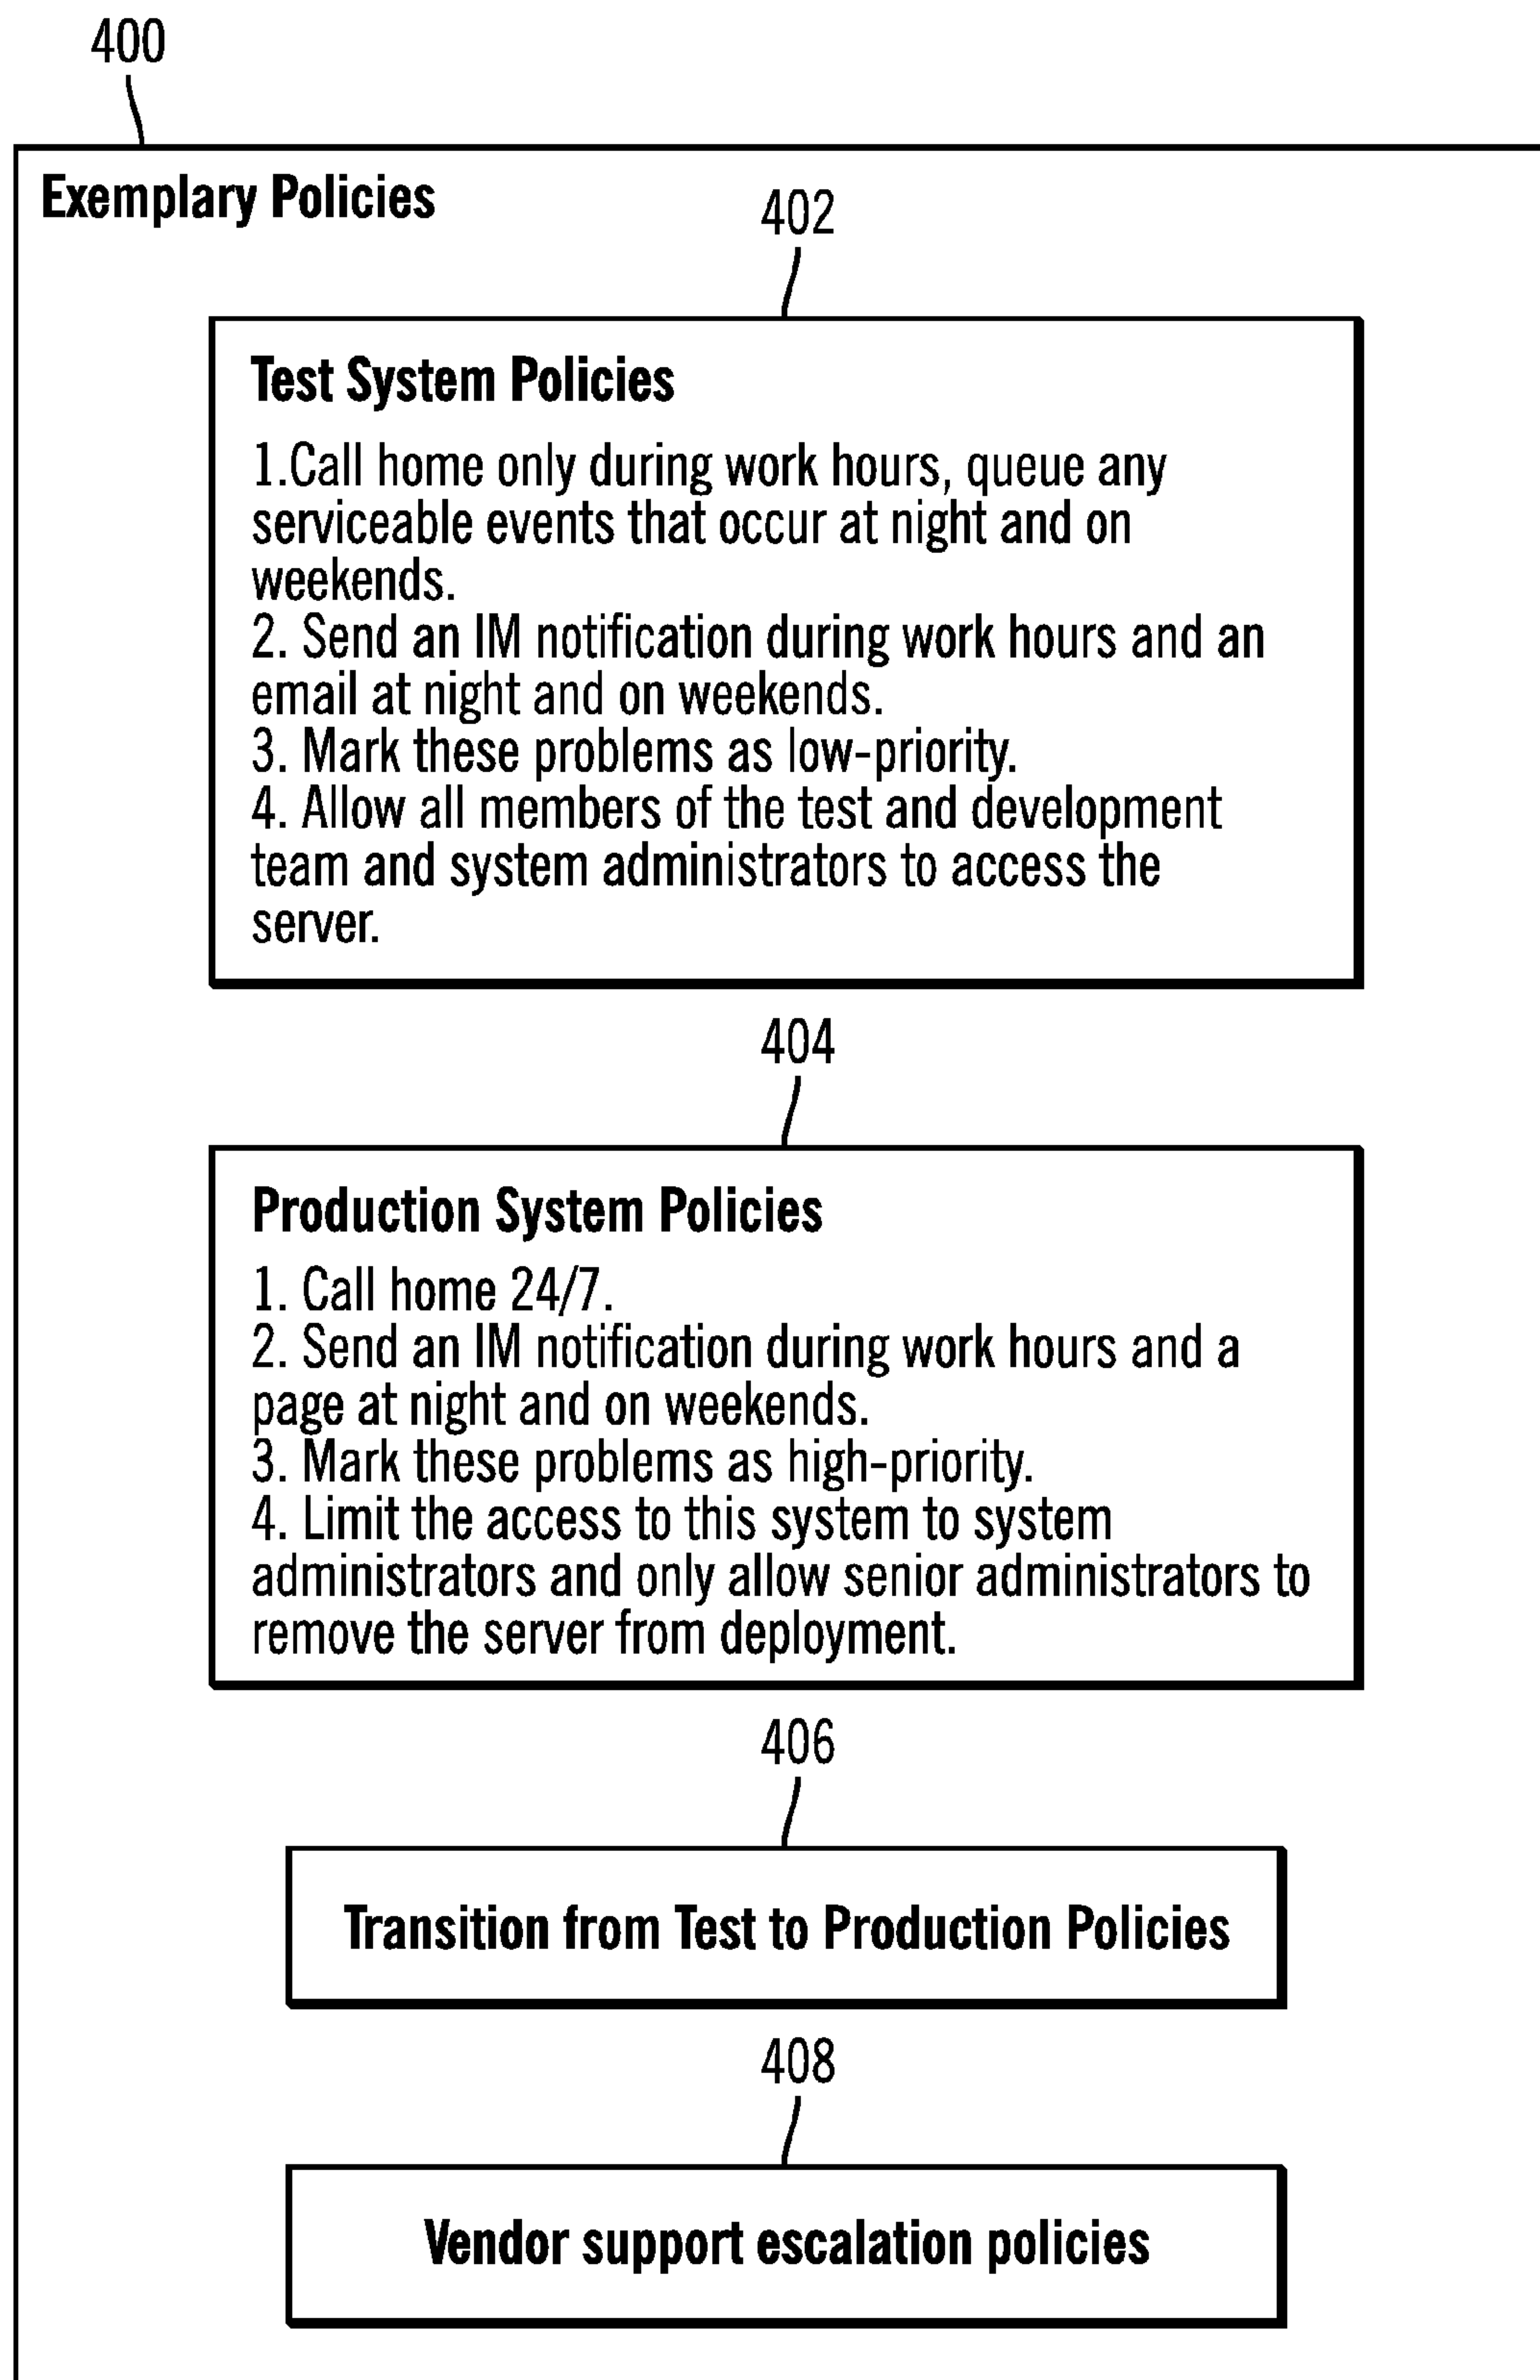 400
Exemplary Policies
402
Test System Policies
1.Call home only during work hours, queue any
serviceable events that occur at night and on
weekends.
2. Send an IM notification during work hours and an
email at night and on weekends.
3. Mark these problems as low-priority.
4. Allow all members of the test and development
team and system administrators to access the
server.
404
Production System Policies
1. Call home 24/7.
2. Send an IM notification during work hours and a
page at night and on weekends.
3. Mark these problems as high-priority.
4. Limit the access to this system to system
administrators and only allow senior administrators to
remove the server from deployment.
406
Transition from Test to Production Policies
408
Vendor support escalation policies